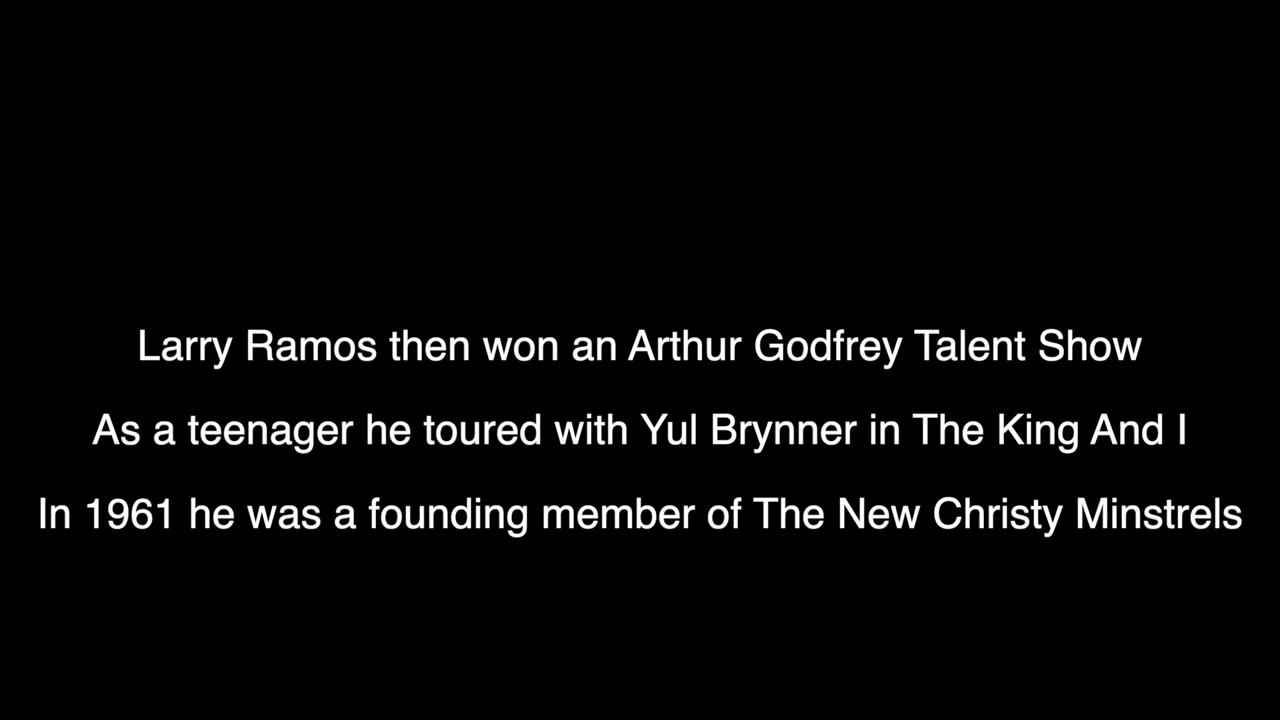 Larry Ramos then won an Arthur Godfrey Talent Show
As a teenager he toured with Yul Brynner in The King And I
In 1961 he was a founding member of The New Christy Minstrels